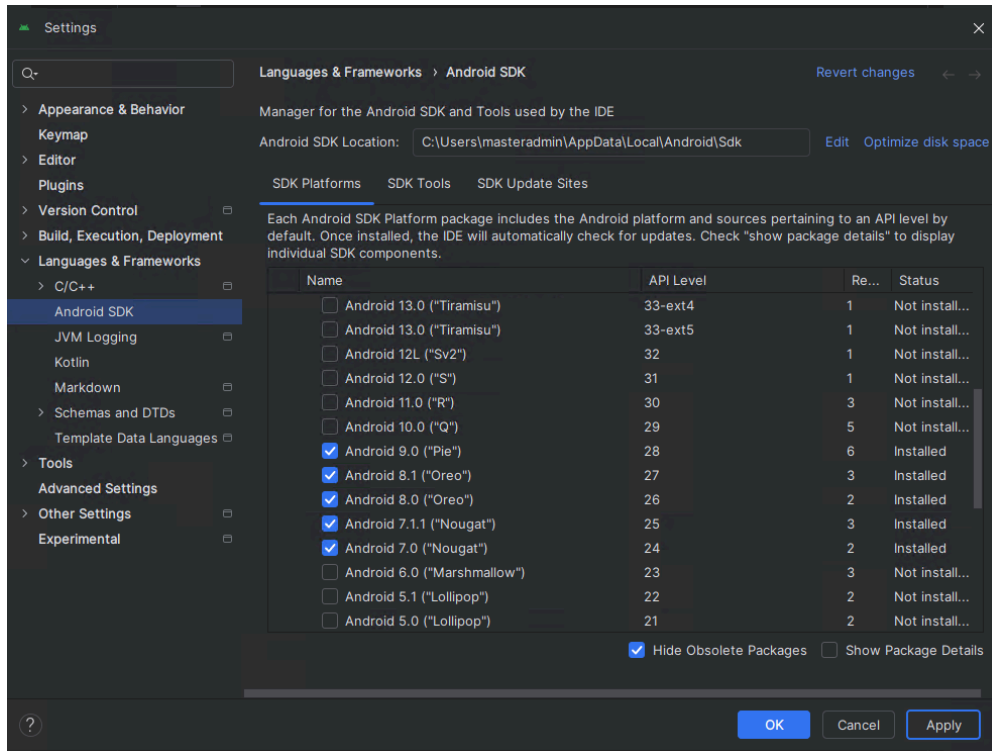 Settings
Languages & Frameworks › Android SDK
Revert changes
Appearance & Behavior
Keymap
Editor
Plugins
Version Control
Build, Execution, Deployment
Languages & Frameworks
C/C++
Android SDK
JVM Logging
Kotlin
Markdown
Schemas and DTDs
Template Data Languages
Tools
Advanced Settings
Other Settings
Experimental
Manager for the Android SDK and Tools used by the IDE
Android SDK Location: C:\Users\masteradmin\AppData\Local\Android\Sdk Edit Optimize disk space
SDK Platforms SDK Tools SDK Update Sites
Each Android SDK Platform package includes the Android platform and sources pertaining to an API level by
default. Once installed, the IDE will automatically check for updates. Check "show package details" to display
individual SDK components.
Name API Level Re... Status
Android 13.0 ("Tiramisu") 33-ext4 1 Not install...
Android 13.0 ("Tiramisu") 33-ext5 1 Not install...
Android 12L ("Sv2") 32 1 Not install...
Android 12.0 ("S") 31 1 Not install...
Android 11.0 ("R") 30 3 Not install...
Android 10.0 ("Q") 29 5 Not install...
Android 9.0 ("Pie") 28 6 Installed
Android 8.1 ("Oreo") 27 3 Installed
Android 8.0 ("Oreo") 26 2 Installed
Android 7.1.1 ("Nougat") 25 3 Installed
Android 7.0 ("Nougat") 24 2 Installed
Android 6.0 ("Marshmallow") 23 3 Not install...
Android 5.1 ("Lollipop") 22 2 Not install...
Android 5.0 ("Lollipop") 21 2 Not install...
Hide Obsolete Packages Show Package Details
? OK Cancel Apply